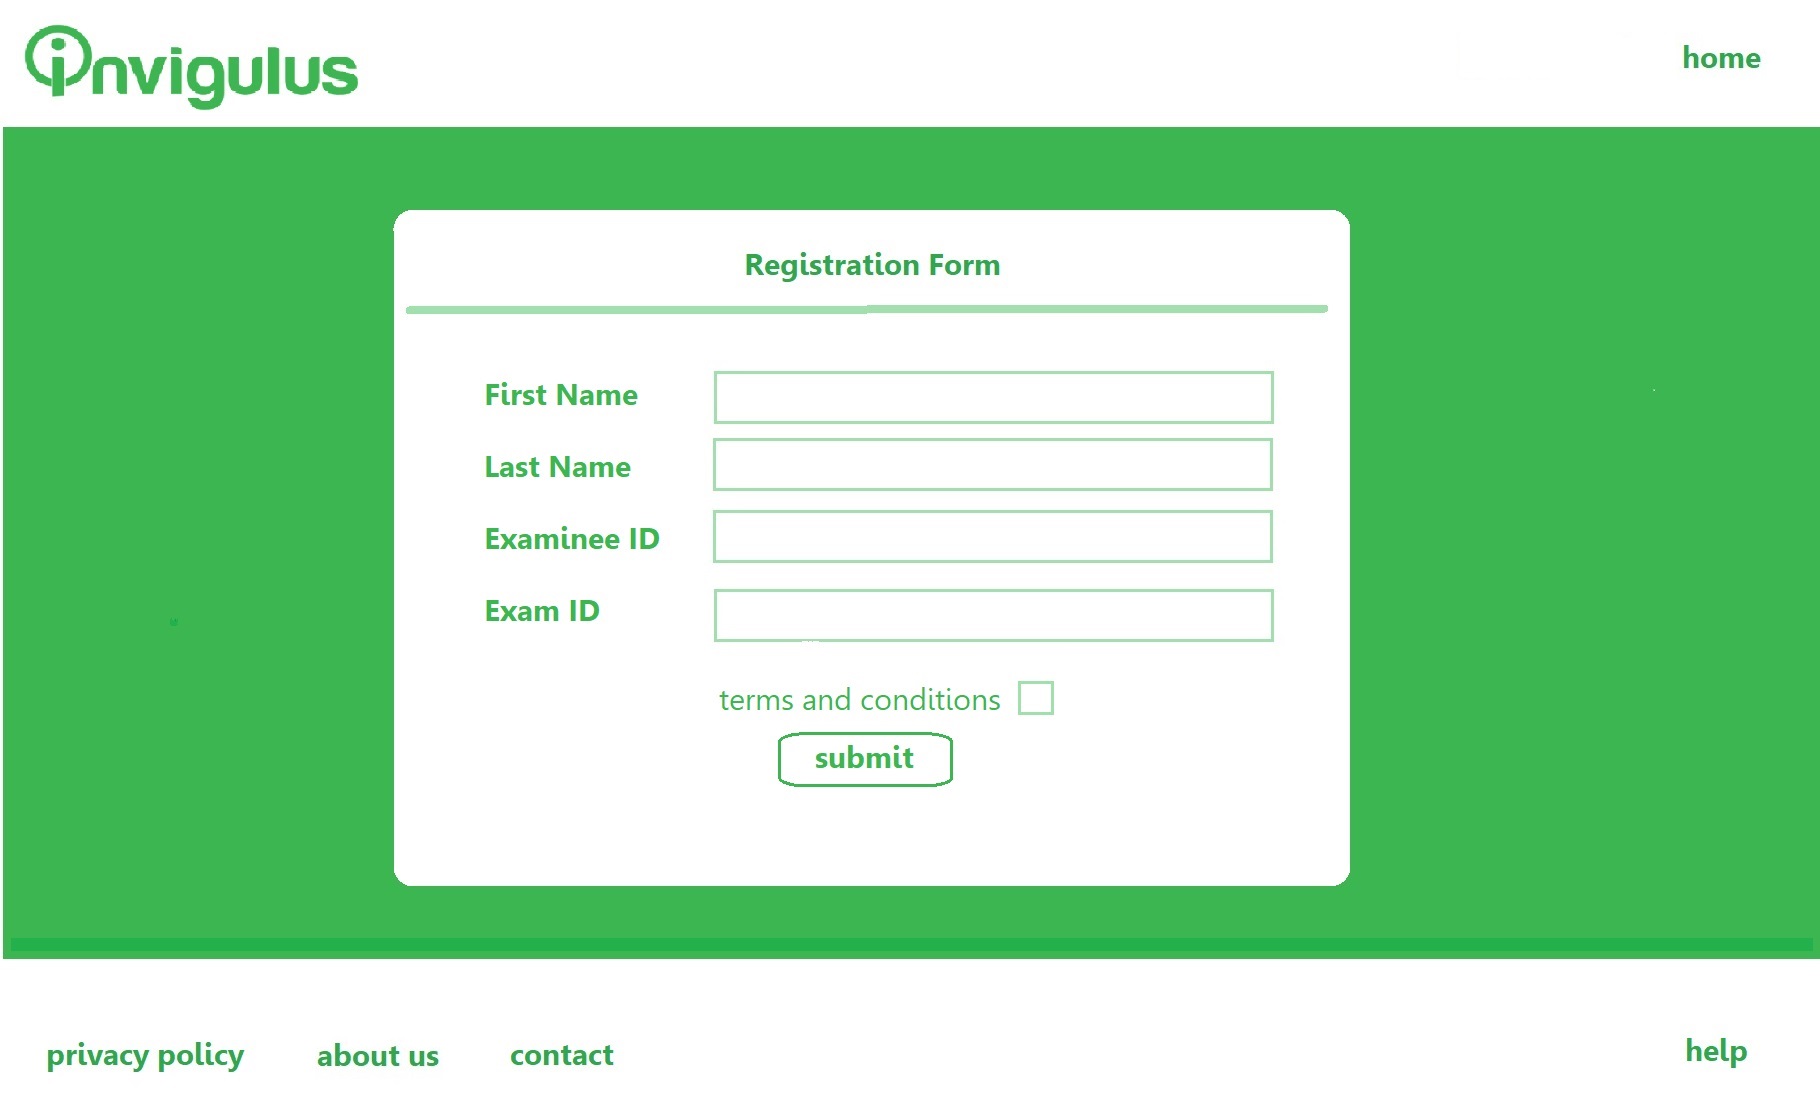 invigulus
home
Registration Form
First Name
Last Name
Examinee ID
Exam ID
terms and conditions
submit
privacy policy
about us
contact
help